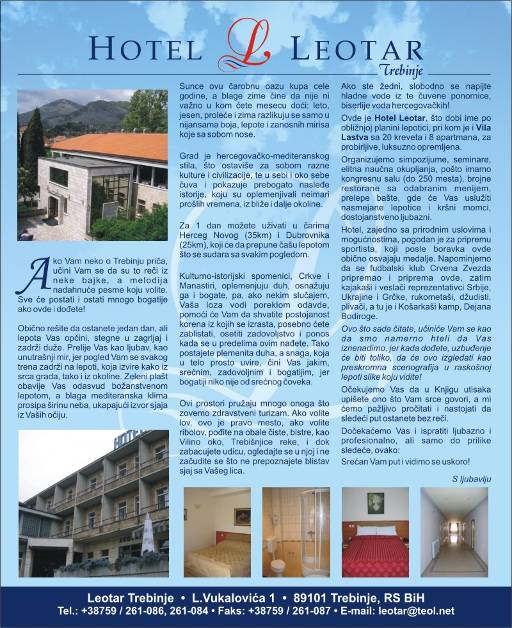 HOTEL L LEOTAR
Trebinje
Ako Vam neko o Trebinju priča,
učini Vam se da su to reči iz
neke bajke, a melodija
nadahnuće pesme koju volite.
Sve će postati i ostati mnogo bogatije
ako ovde i dođete!
Obično rešite da ostanete jedan dan, ali
lepota Vas opčini, stegne u zagrljaj i
zadrži duže. Prelije Vas kao ljubav, kao
unutrašnji mir, jer pogled Vam se svakog
trena zadrži na lepoti, koja izvire kako iz
srca grada, tako i iz okoline. Zeleni plašt
obavije Vas odasvud božanstvenom
lepotom, a blaga mediteranska klima
prosipa širinu neba, ukapajući izvor sjaja
iz Vaših očiju.
Sunce ovu čarobnu oazu kupa cele
godine, a blage zime čine da nije ni
važno u kom ćete mesecu doći: leto,
jesen, proleće i zima razlikuju se samo u
nijansama boja, lepote i zanosnih mirisa
koje sa sobom nose.
Grad je hercegovačko-mediteranskog
stila, što ostaviše za sobom razne
kulture i civilizacije, te u sebi i oko sebe
čuva i pokazuje prebogato nasleđe
istorije, koju su oplemenjivali neimari
prošlih vremena, iz bliže i dalje okoline.
Za 1 dan možete uživati u čarima
Herceg Novog (35km) i Dubrovnika
(25km), koji će da prepune čašu lepotom
što se sudara sa svakim pogledom.
Kulturno-istorijski spomenici, Crkve i
Manastiri, oplemenjuju duh, osnažuju
ga i bogate, pa, ako nekim slučajem,
Vaša loza vodi poreklom odavde,
pomoći će Vam da shvatite postojanost
korena iz kojih se izrasta, posebno ćete
zablistati, osetiti zadovoljstvo i ponos
kada se u predelima ovim nađete. Tako
postajete plemenita duha, a snaga, koja
u telo prosto uvire, čini Vas jakim,
srećnim, zadovoljnim i bogatijim, jer
bogatiji niko nije od srećnog čoveka.
Ovi prostori pružaju mnogo onoga što
zovemo zdravstveni turizam. Ako volite
lov, ovo je pravo mesto, ako volite
ribolov, pođite na obale čiste, bistre, kao
Vilino oko, Trebišnjice reke, i dok
zabacujete udicu, ogledajte se u njoj i ne
začudite se što ne prepoznajete blistav
sjaj sa Vašeg lica.
Ako ste žedni, slobodno se napijte
hladne vode iz te čuvene ponornice,
biserlije voda hercegovačkih!
Ovde je Hotel Leotar, što dobi ime po
obližnjoj planini lepotici, pri kom je i Vila
Lastva sa 20 kreveta i 8 apartmana, za
probirljive, luksuzno opremljena.
Organizujemo simpozijume, seminare,
elitna naučna okupljanja, pošto imamo
kongresnu salu (do 250 mesta), brojne
restorane sa odabranim menijem,
prelepe bašte, gde će Vas uslužiti
nasmejane lepotice i kršni momci,
dostojanstveno ljubazni.
Hotel, zajedno sa prirodnim uslovima i
mogućnostima, pogodan je za pripremu
sportista, koji posle boravka ovde
obično osvajaju medalje. Napominjemo
da se fudbalski klub Crvena Zvezda
pripremao i priprema ovde, zatim
kajakaši i veslači reprezentativci Srbije,
Ukrajine i Grčke, rukometaši, džudisti,
plivači, a tu je i Košarkaši kamp, Dejana
Bodiroge.
Ovo što sada čitate, učiniće Vam se kao
da smo namerno hteli da Vas
iznenadimo, jer kada dođete, uzbuđenje
će biti toliko, da će ovo izgledati kao
preskromna scenografija u raskošnoj
lepoti slike koju vidite!
Očekujemo Vas da u Knjigu utisaka
upišete ono što Vam srce govori, a mi
ćemo pažljivo pročitati i nastojati da
sledeći put ostanete bez reči.
Dočekaćemo Vas i ispratiti ljubazno i
profesionalno, ali samo do prilike
sledeće, ovako:
Srećan Vam put i vidimo se uskoro!
S ljubavlju
HOTEL
Leotar Trebinje • L.Vukalovića 1 • 89101 Trebinje, RS BiH
Tel.: +38759 / 261-086, 261-084 • Faks: +38759 / 261-087 • E-mail: leotar@teol.net